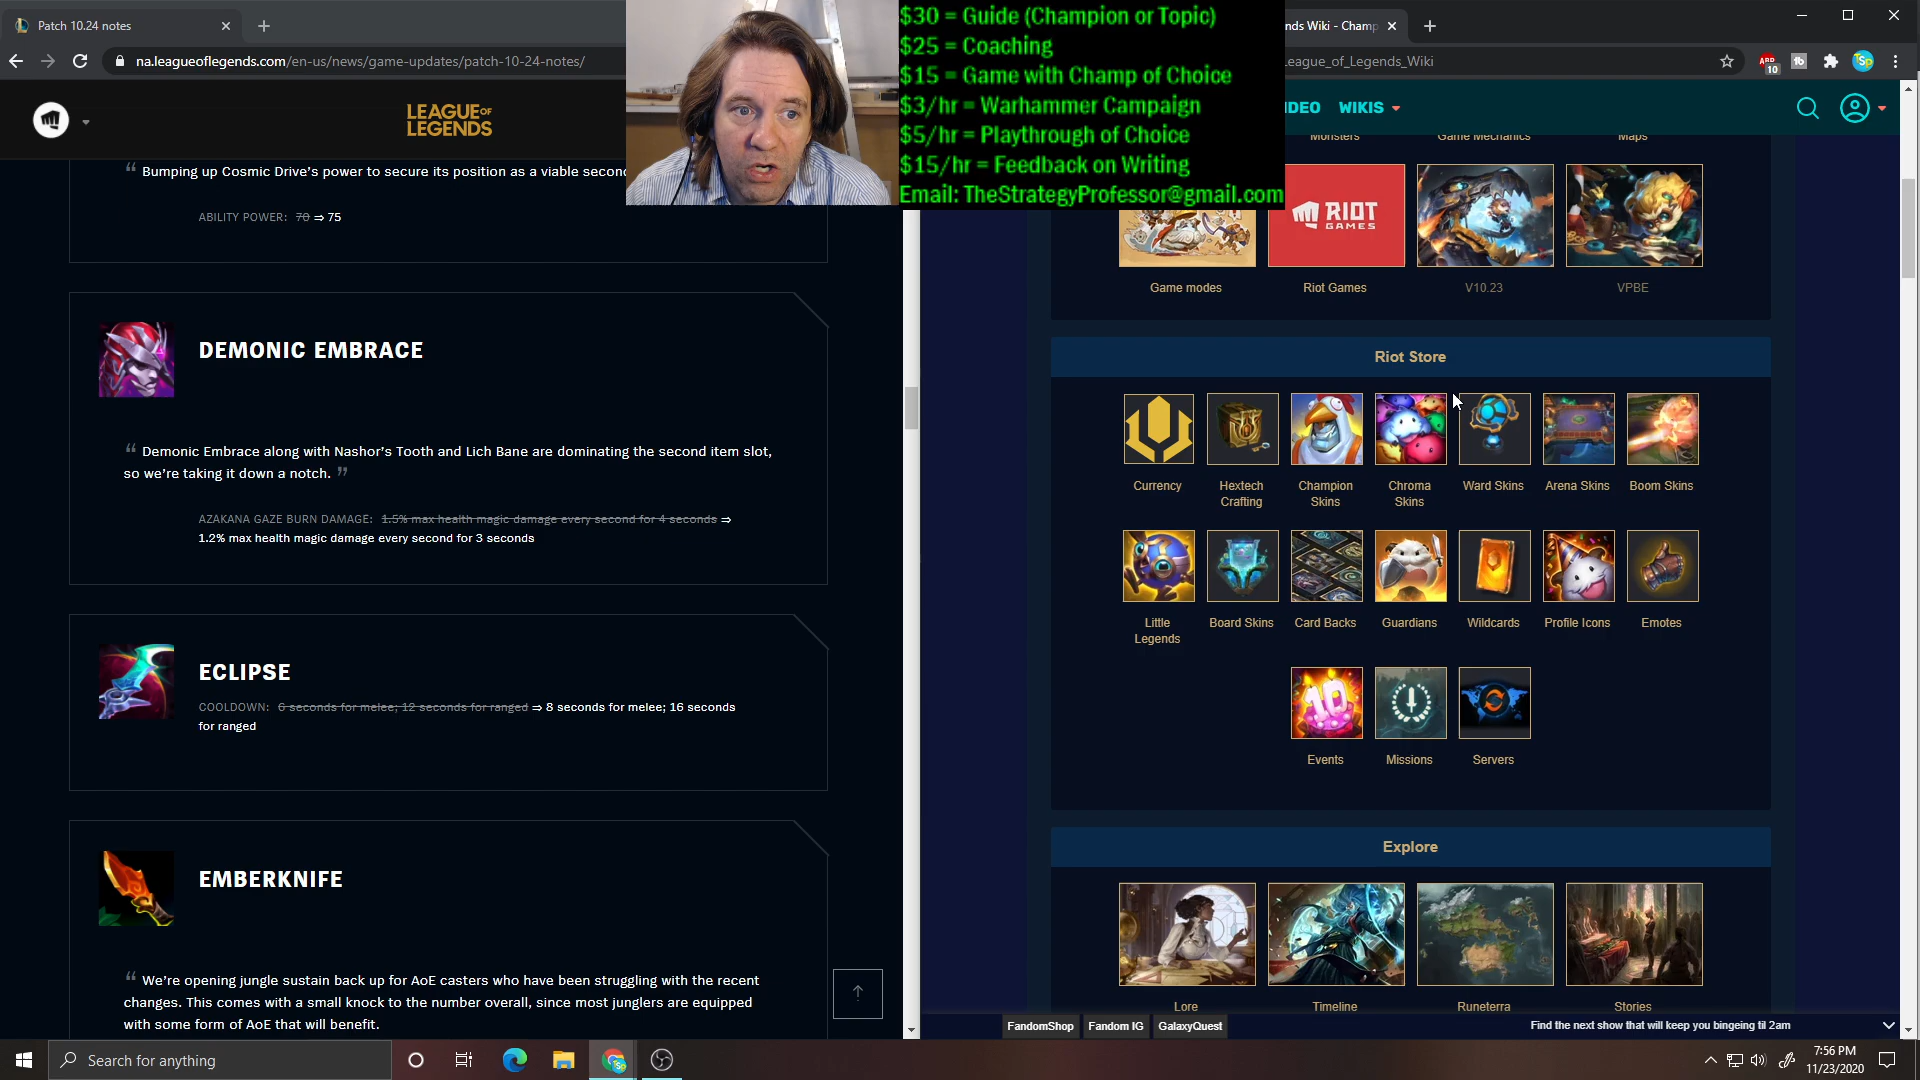 Patch 10.24 notes
na.leagueoflegends.com/en-us/news/game-updates/patch-10-24-notes/
LEAGUE OF
LEGENDS
“ Bumping up Cosmic Drive’s power to secure its position as a viable
ABILITY POWER: 70 ⇒ 75
DEMONIC EMBRACE
“ Demonic Embrace along with Nashor’s Tooth and Lich Bane are dominating the second item slot,
so we’re taking it down a notch. ”
AZAKANA GAZE BURN DAMAGE: 1.5% max health magic damage every second for 4 seconds ⇒
1.2% max health magic damage every second for 3 seconds
ECLIPSE
COOLDOWN: 6 seconds for melee; 12 seconds for ranged ⇒ 8 seconds for melee; 16 seconds
for ranged
EMBERKNIFE
“ We’re opening jungle sustain back up for AoE casters who have been struggling with the recent
changes. This comes with a small knock to the number overall, since most junglers are equipped
with some form of AoE that will benefit.
$30 = Guide (Champion or Topic)
$25 = Coaching
$15 = Game with Champ of Choice
$3/hr = Warhammer Campaign
$5/hr = Playthrough of Choice
$15/hr = Feedback on Writing
Email: TheStrategyProfessor@gmail.com
nds Wiki - Champ
eague_of_Legends_Wiki
ABP
10
tb
TSp
IDEO WIKIS
Monsters Game Mechanics Maps
RIOT
GAMES
Game modes Riot Games V10.23 VPBE
Riot Store
Currency Hextech Crafting Champion Skins Chroma Skins Ward Skins Arena Skins Boom Skins
Little Legends Board Skins Card Backs Guardians Wildcards Profile Icons Emotes
10
Events Missions Servers
Explore
Lore Timeline Runeterra Stories
FandomShop Fandom IG GalaxyQuest Find the next show that will keep you bingeing til 2am
Search for anything
7:56 PM
11/23/2020